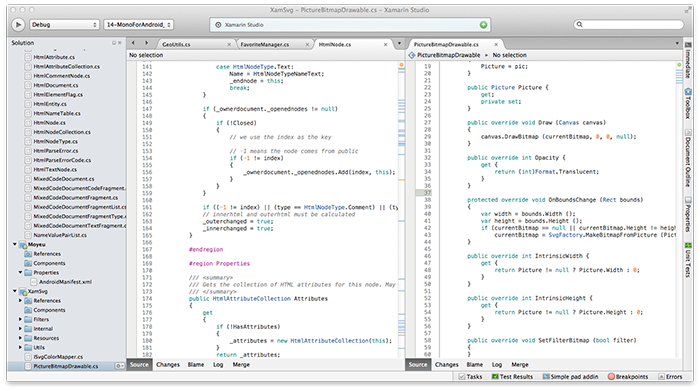 XamSvg – PictureBitmapDrawable.cs – Xamarin Studio
Debug
14-MonoForAndroid_
Xamarin Studio
Solution
HtmlAttribute.cs
HtmlAttributeCollection.cs
HtmlCommentNode.cs
HtmlDocument.cs
HtmlElementFlag.cs
HtmlEntity.cs
HtmlNameTable.cs
HtmlNode.cs
HtmlNodeCollection.cs
HtmlNodeType.cs
HtmlParseError.cs
HtmlParseErrorCode.cs
HtmlTextNode.cs
MixedCodeDocument.cs
MixedCodeDocumentCodeFragment.
MixedCodeDocumentFragment.cs
MixedCodeDocumentFragmentList.cs
MixedCodeDocumentFragmentType.c
MixedCodeDocumentTextFragment.c
NameValuePairList.cs
Moyeu
References
Components
Properties
AndroidManifest.xml
XamSvg
References
Components
Filters
Internal
Resources
Utils
ISvgColorMapper.cs
PictureBitmapDrawable.cs
GeoUtils.cs
FavoriteManager.cs
HtmlNode.cs
No selection
141 case HtmlNodeType.Text:
142 Name = HtmlNodeTypeNameText;
143 _endnode = this;
144 break;
145 }
146
147 if (_ownerdocument._openednodes != null)
148 {
149 if (!Closed)
150 {
151 // we use the index as the key
152
153 // -1 means the node comes from public
154 if (-1 != index)
155 {
156 _ownerdocument._openednodes.Add(index, this);
157 }
158 }
159 }
160
161 if ((-1 != index) || (type == HtmlNodeType.Comment) || (t
162 // innerhtml and outerhtml must be calculated
163 _outerchanged = true;
164 _innerchanged = true;
165 }
166
167 #endregion
168
169 #region Properties
170
171 /// <summary>
172 /// Gets the collection of HTML attributes for this node. May
173 /// </summary>
174 public HtmlAttributeCollection Attributes
175 {
176 get
177 {
178 if (!HasAttributes)
179 {
180 _attributes = new HtmlAttributeCollection(this);
181 }
182 return _attributes;
Source Changes Blame Log Merge
PictureBitmapDrawable.cs
PictureBitmapDrawable
No selection
19 Picture = pic;
20 }
21
22 public Picture Picture {
23 get;
24 private set;
25 }
26
27 public override void Draw (Canvas canvas)
28 {
29 canvas.DrawBitmap (currentBitmap, 0, 0, null);
30 }
31
32 public override int Opacity {
33 get {
34 return (int)Format.Translucent;
35 }
36 }
37
38 protected override void OnBoundsChange (Rect bounds)
39 {
40 var width = bounds.Width ();
41 var height = bounds.Height ();
42 if (currentBitmap == null || currentBitmap.Height != heigh
43 currentBitmap = SvgFactory.MakeBitmapFromPicture (Pict
44 }
45
46 public override int IntrinsicWidth {
47 get {
48 return Picture != null ? Picture.Width : 0;
49 }
50 }
51
52 public override int IntrinsicHeight {
53 get {
54 return Picture != null ? Picture.Height : 0;
55 }
56 }
57
58 public override void SetFilterBitmap (bool filter)
59 {
60 }
Source Changes Blame Log Merge
Immediate
Toolbox
Document Outline
Properties
Unit Tests
Tasks Test Results Simple pad addin Breakpoints Errors